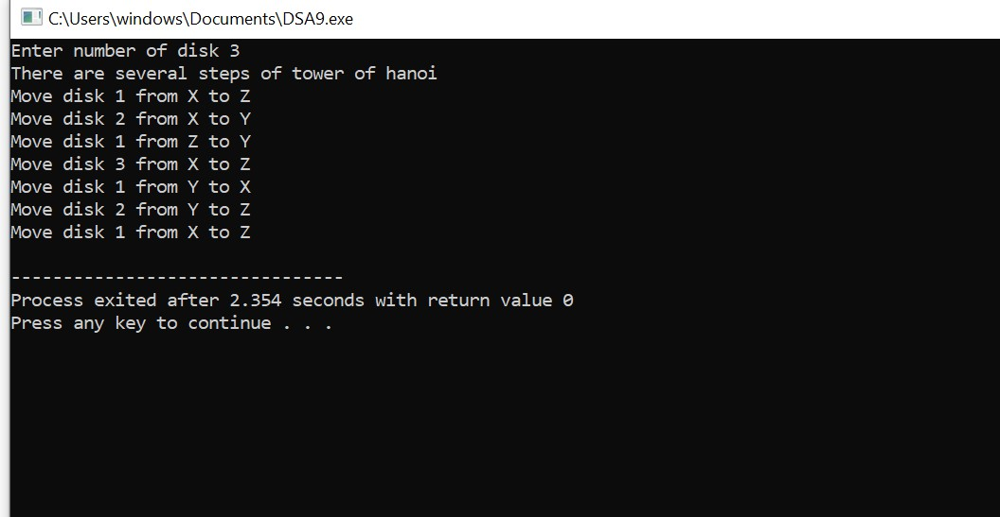 C:\Users\windows\Documents\DSA9.exe
Enter number of disk 3
There are several steps of tower of hanoi
Move disk 1 from X to Z
Move disk 2 from X to Y
Move disk 1 from Z to Y
Move disk 3 from X to Z
Move disk 1 from Y to X
Move disk 2 from Y to Z
Move disk 1 from X to Z
--------------------------------
Process exited after 2.354 seconds with return value 0
Press any key to continue . . .